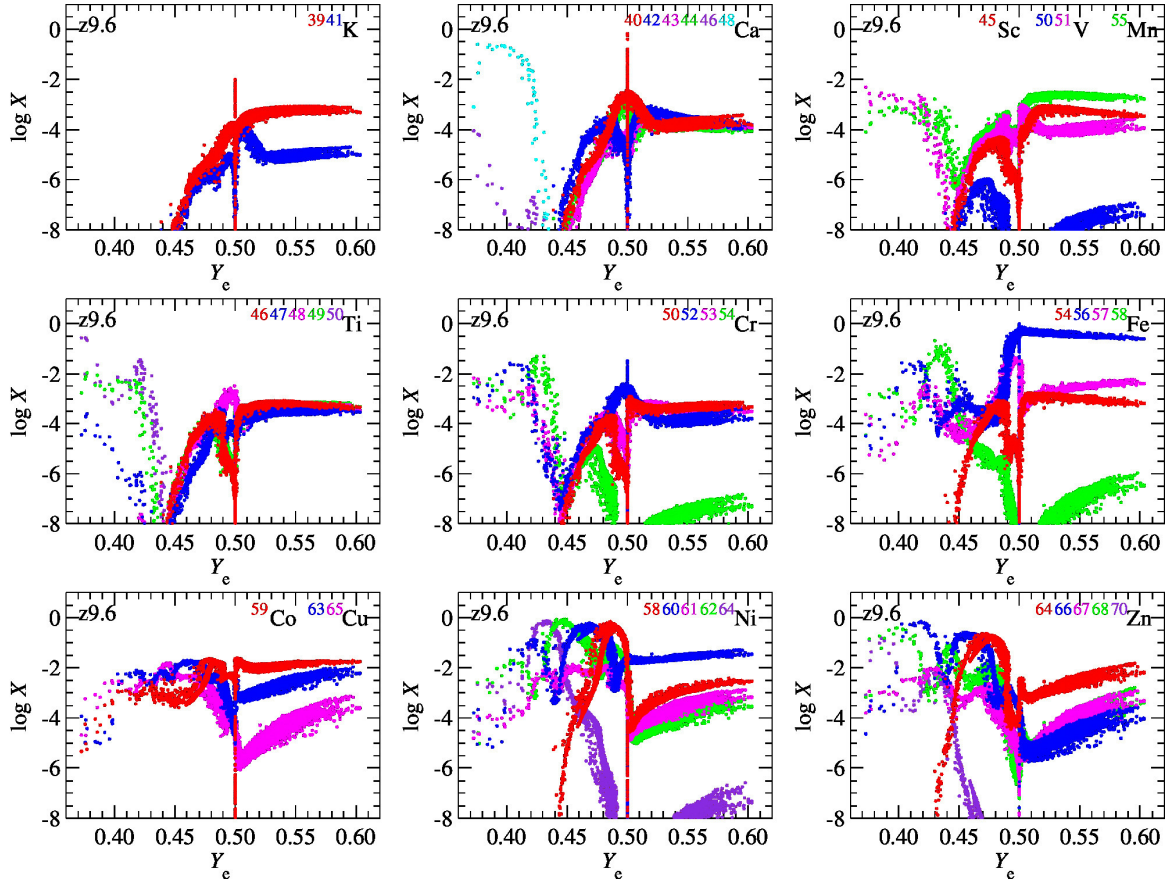 z9.6 39 41 K
0
-2
-4
-6
-8
log X
0.40 0.45 0.50 0.55 0.60
Ye
z9.6 40 42 43 44 46 48 Ca
0
-2
-4
-6
-8
log X
0.40 0.45 0.50 0.55 0.60
Ye
z9.6 45 Sc 50 51 V 55 Mn
0
-2
-4
-6
-8
log X
0.40 0.45 0.50 0.55 0.60
Ye
z9.6 46 47 48 49 50 Ti
0
-2
-4
-6
-8
log X
0.40 0.45 0.50 0.55 0.60
Ye
z9.6 50 52 53 54 Cr
0
-2
-4
-6
-8
log X
0.40 0.45 0.50 0.55 0.60
Ye
z9.6 54 56 57 58 Fe
0
-2
-4
-6
-8
log X
0.40 0.45 0.50 0.55 0.60
Ye
z9.6 59 Co 63 65 Cu
0
-2
-4
-6
-8
log X
0.40 0.45 0.50 0.55 0.60
Ye
z9.6 58 60 61 62 64 Ni
0
-2
-4
-6
-8
log X
0.40 0.45 0.50 0.55 0.60
Ye
z9.6 64 66 67 68 70 Zn
0
-2
-4
-6
-8
log X
0.40 0.45 0.50 0.55 0.60
Ye